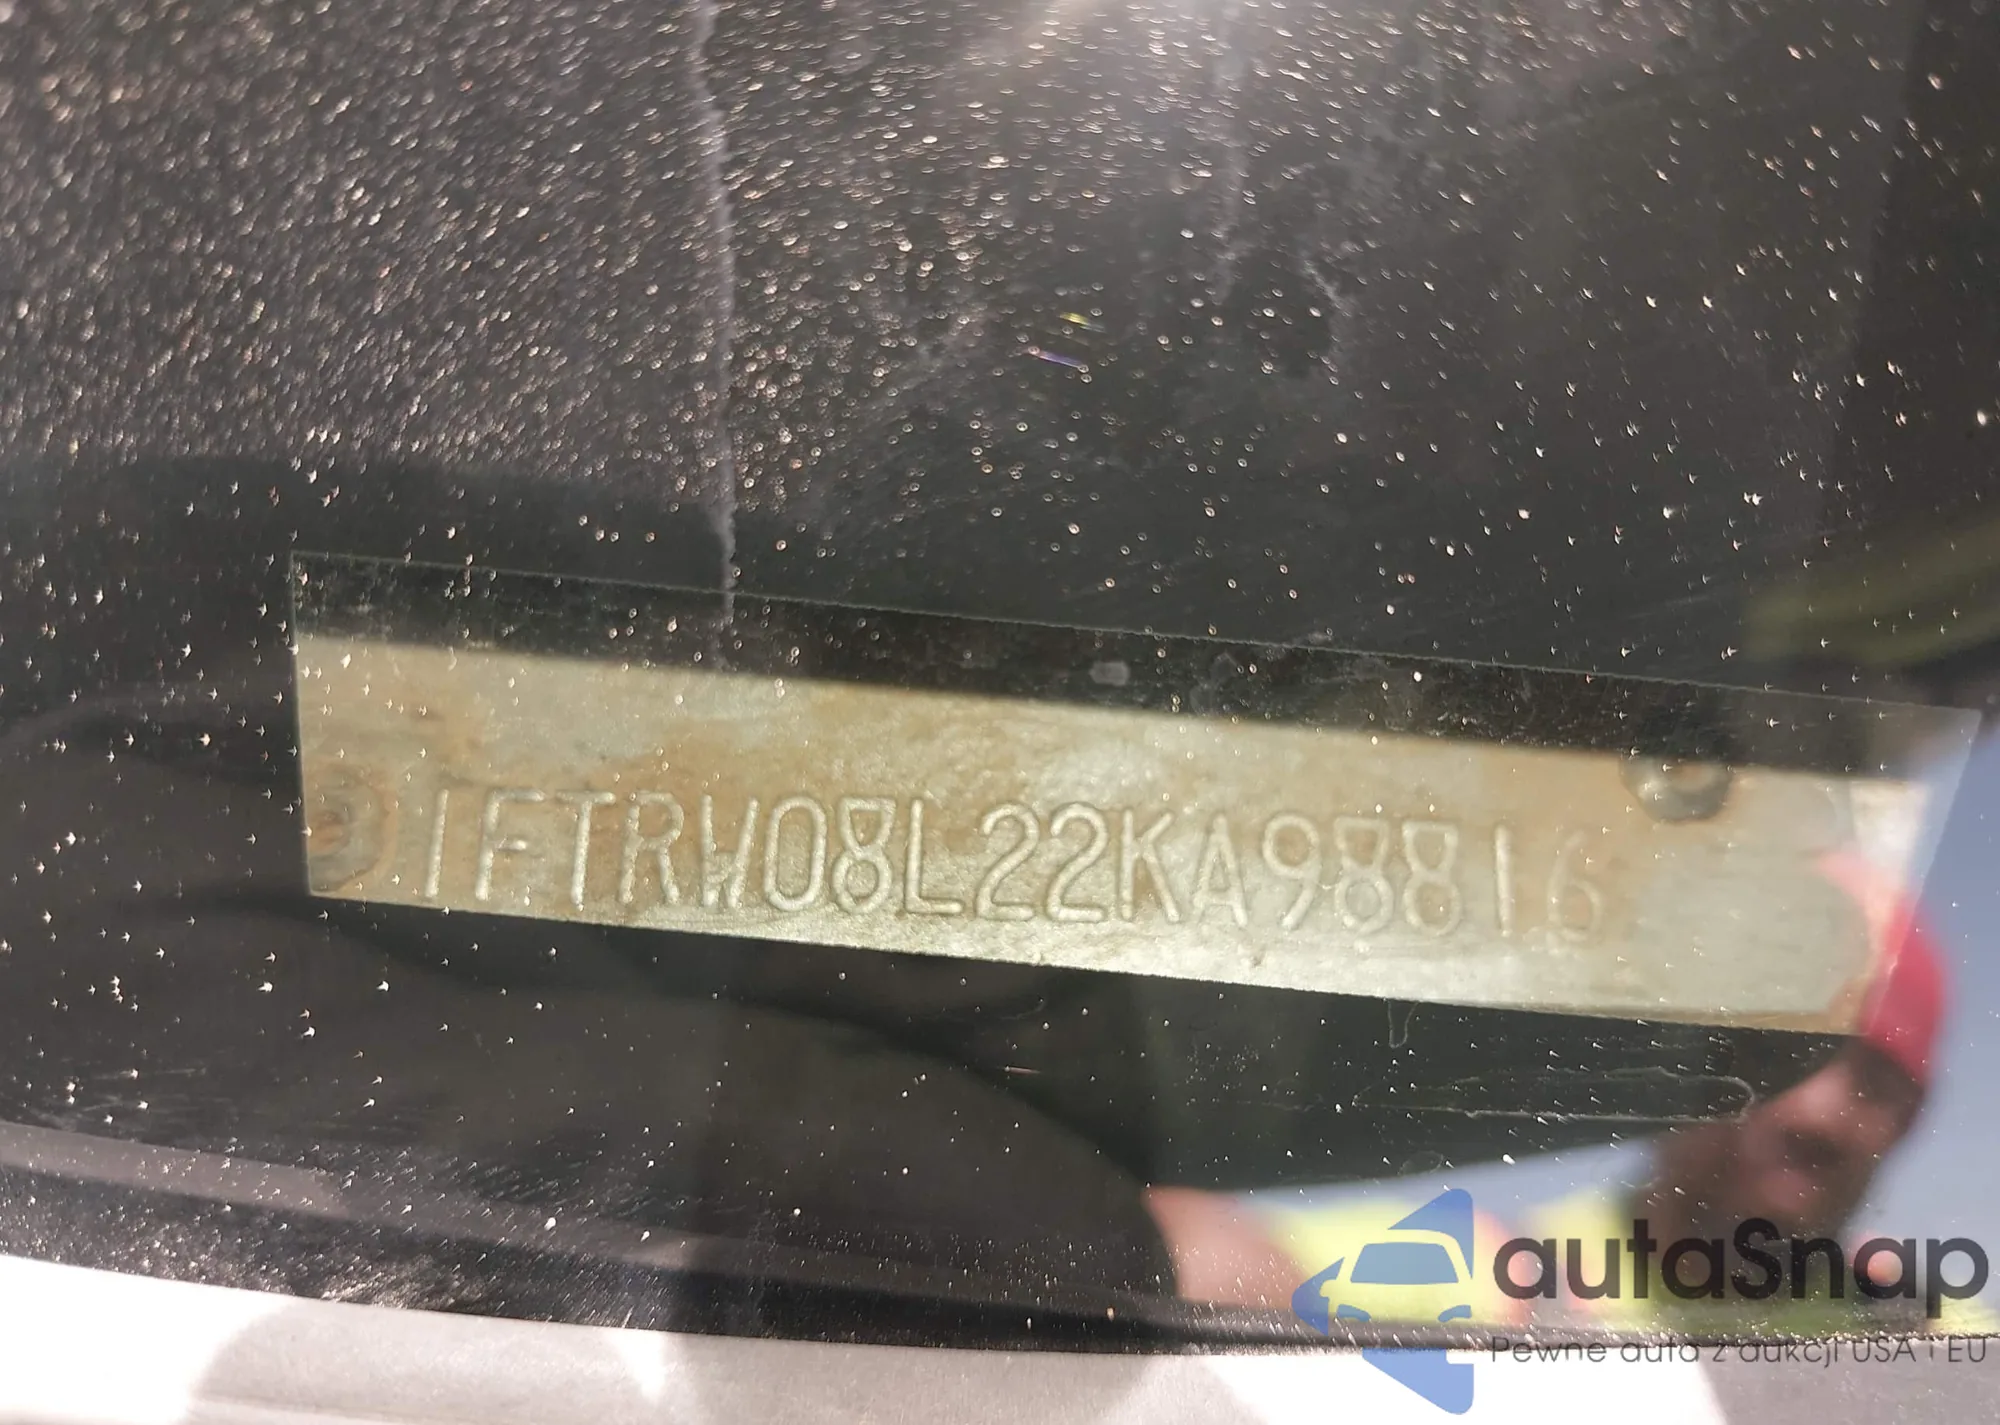 1FTRW08L22KA98816
autaSnap
Pewne auta z aukcji USA i EU